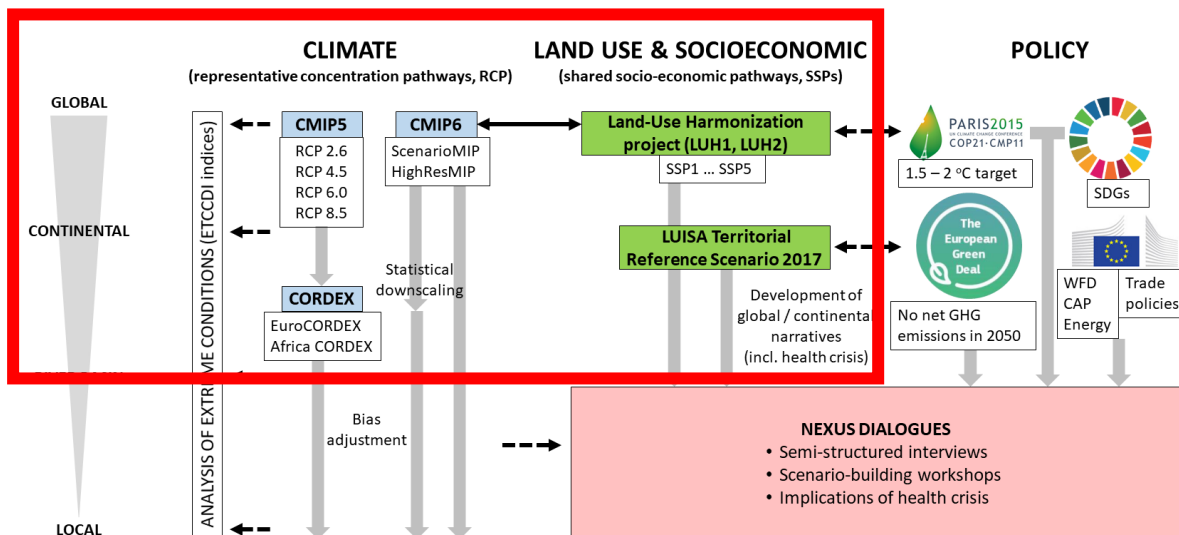 CLIMATE
(representative concentration pathways, RCP)
LAND USE & SOCIOECONOMIC
(shared socio-economic pathways, SSPs)
POLICY
GLOBAL
CONTINENTAL
LOCAL
ANALYSIS OF EXTREME CONDITIONS (ETCCDI indices)
CMIP5
RCP 2.6
RCP 4.5
RCP 6.0
RCP 8.5
CMIP6
ScenarioMIP
HighResMIP
CORDEX
EuroCORDEX
Africa CORDEX
Statistical
downscaling
Bias
adjustment
Land-Use Harmonization
project (LUH1, LUH2)
SSP1 ... SSP5
LUISA Territorial
Reference Scenario 2017
Development of
global / continental
narratives
(incl. health crisis)
PARIS2015
UN CLIMATE CHANGE CONFERENCE
COP21·CMP11
1.5 – 2 °C target
SDGs
The
European
Green
Deal
No net GHG
emissions in 2050
WFD
CAP
Energy
Trade
policies
NEXUS DIALOGUES
• Semi-structured interviews
• Scenario-building workshops
• Implications of health crisis